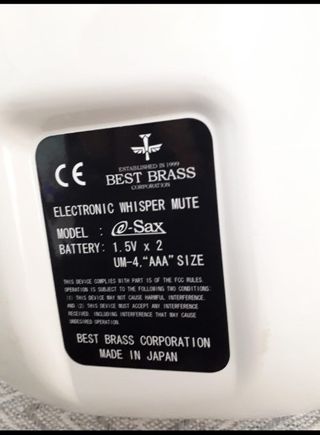 CE
ESTABLISHED IN 1999
BEST BRASS
CORPORATION
ELECTRONIC WHISPER MUTE
MODEL : @-Sax
BATTERY: 1.5V x 2
UM-4,"AAA"SIZE
THIS DEVICE COMPLIES WITH PART 15 OF THE FCC RULES.
OPERATION IS SUBJECT TO THE FOLLOWING TWO CONDITIONS:
(1) THIS DEVICE MAY NOT CAUSE HARMFUL INTERFERENCE,
AND (2) THIS DEVICE MUST ACCEPT ANY INTERFERENCE
RECEIVED, INCLUDING INTERFERENCE THAT MAY CAUSE
UNDESIRED OPERATION.
BEST BRASS CORPORATION
MADE IN JAPAN